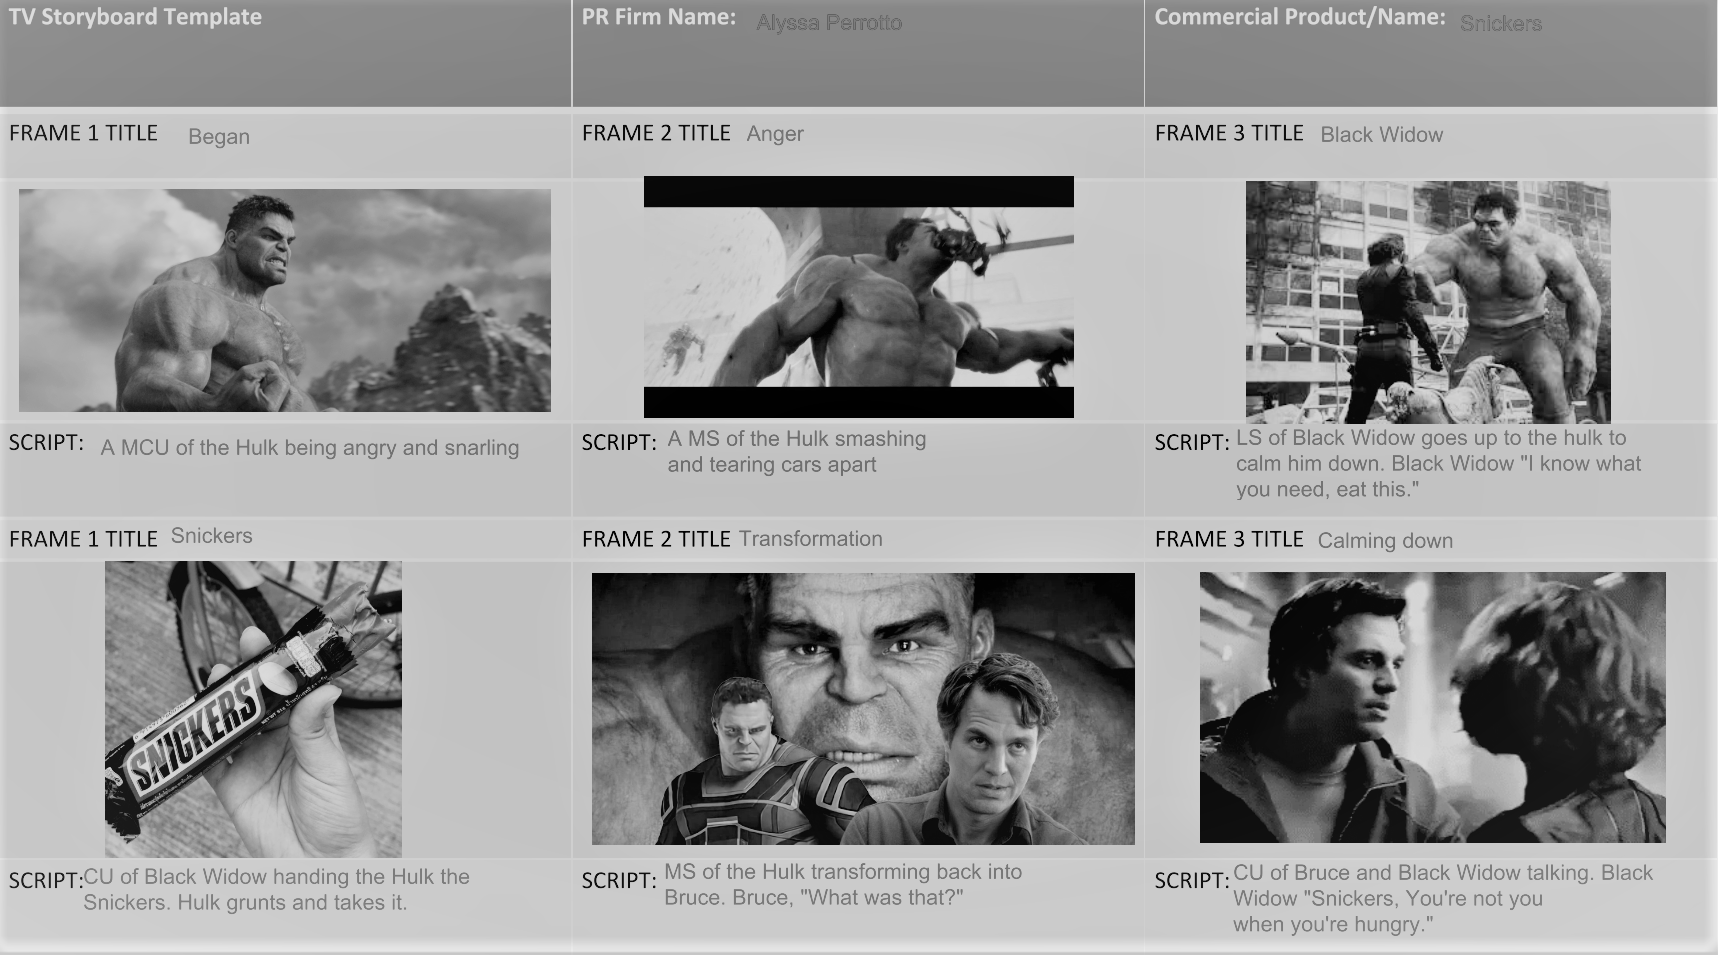 TV Storyboard Template
PR Firm Name: Alyssa Perrotto
Commercial Product/Name: Snickers
FRAME 1 TITLE Began
FRAME 2 TITLE Anger
FRAME 3 TITLE Black Widow
SCRIPT: A MCU of the Hulk being angry and snarling
SCRIPT: A MS of the Hulk smashing
and tearing cars apart
SCRIPT: LS of Black Widow goes up to the hulk to
calm him down. Black Widow "I know what
you need, eat this."
FRAME 1 TITLE Snickers
FRAME 2 TITLE Transformation
FRAME 3 TITLE Calming down
SNICKERS
SCRIPT: CU of Black Widow handing the Hulk the
Snickers. Hulk grunts and takes it.
SCRIPT: MS of the Hulk transforming back into
Bruce. Bruce, "What was that?"
SCRIPT: CU of Bruce and Black Widow talking. Black
Widow "Snickers, You're not you
when you're hungry."